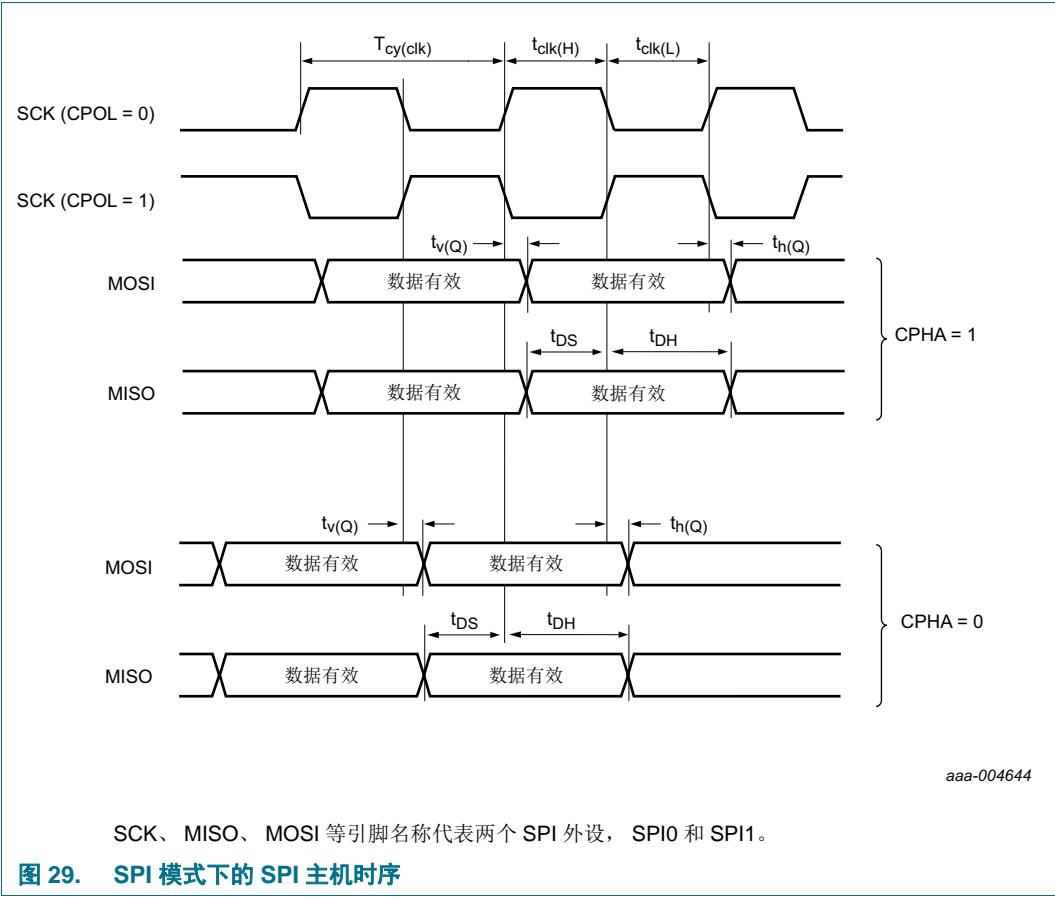 Tcy(clk) tclk(H) tclk(L)
SCK (CPOL = 0)
SCK (CPOL = 1)
tv(Q) th(Q)
MOSI 数据有效 数据有效
CPHA = 1
tDS tDH
MISO 数据有效 数据有效
tv(Q) th(Q)
MOSI 数据有效 数据有效
CPHA = 0
tDS tDH
MISO 数据有效 数据有效
aaa-004644
SCK、 MISO、 MOSI 等引脚名称代表两个 SPI 外设， SPI0 和 SPI1。
图 29. SPI 模式下的 SPI 主机时序